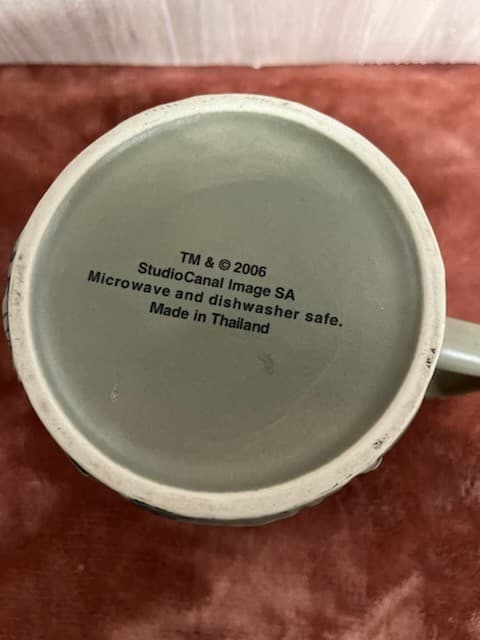 TM & © 2006
StudioCanal Image SA
Microwave and dishwasher safe.
Made in Thailand